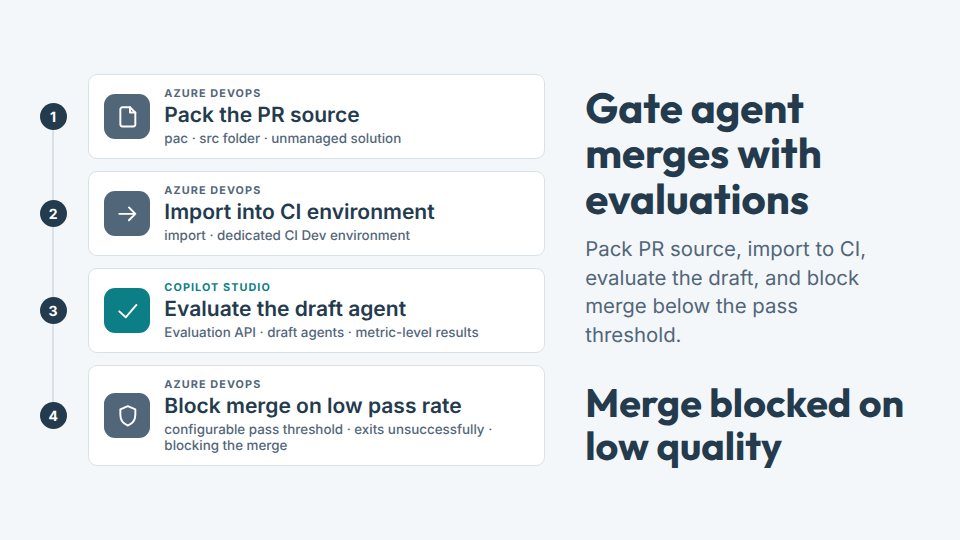 1
AZURE DEVOPS
Pack the PR source
pac · src folder · unmanaged solution
2
AZURE DEVOPS
Import into CI environment
import · dedicated CI Dev environment
3
COPILOT STUDIO
Evaluate the draft agent
Evaluation API · draft agents · metric-level results
4
AZURE DEVOPS
Block merge on low pass rate
configurable pass threshold · exits unsuccessfully ·
blocking the merge
Gate agent
merges with
evaluations
Pack PR source, import to CI,
evaluate the draft, and block
merge below the pass
threshold.
Merge blocked on
low quality